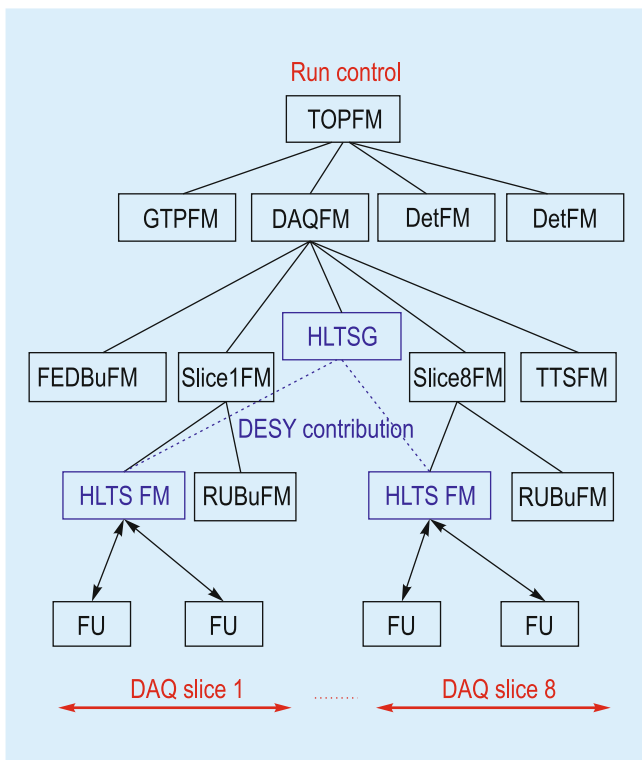 Run control
TOPFM
GTPFM DAQFM DetFM DetFM
HLTSG
FEDBuFM Slice1FM Slice8FM TTSFM
DESY contribution
HLTS FM RUBuFM HLTS FM RUBuFM
FU FU FU FU
DAQ slice 1 ........ DAQ slice 8